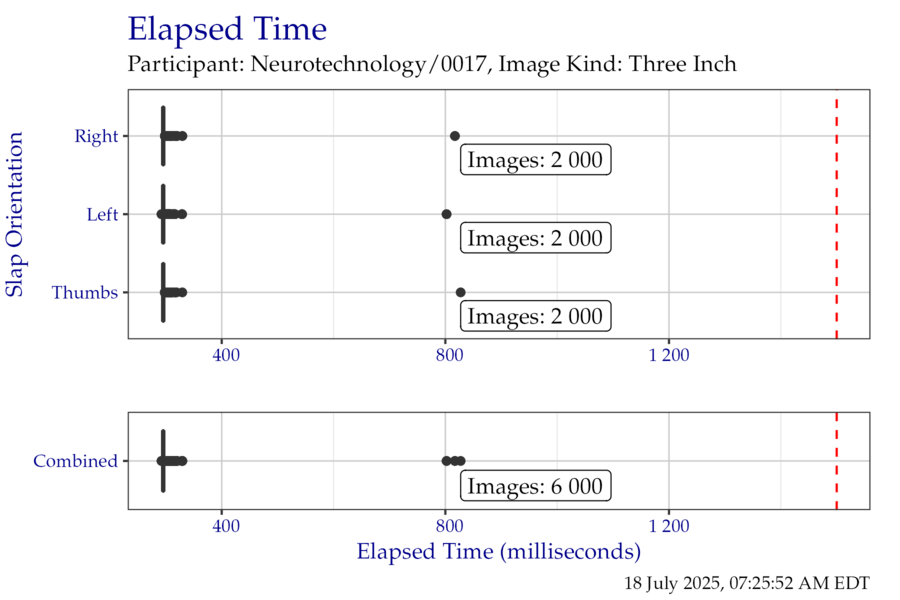 Elapsed Time
Participant: Neurotechnology/0017, Image Kind: Three Inch
Slap Orientation
Right
Images: 2 000
Left
Images: 2 000
Thumbs
Images: 2 000
400 800 1 200
Combined
Images: 6 000
400 800 1 200
Elapsed Time (milliseconds)
18 July 2025, 07:25:52 AM EDT